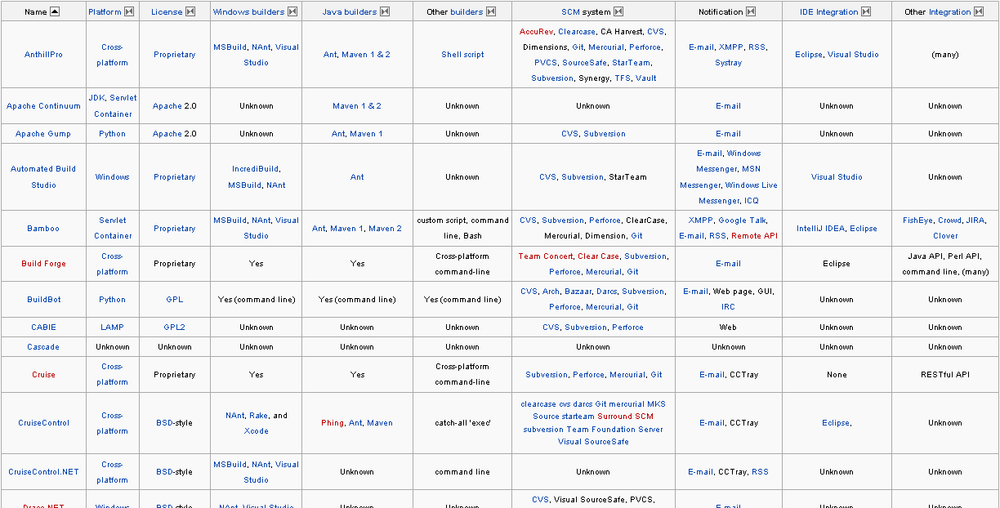 Name Platform License Windows builders Java builders Other builders SCM system Notification IDE Integration Other Integration
AnthillPro
Cross-
platform
Proprietary
MSBuild, NAnt, Visual
Studio
Ant, Maven 1 & 2
Shell script
AccuRev, Clearcase, CA Harvest, CVS,
Dimensions, Git, Mercurial, Perforce,
PVCS, SourceSafe, StarTeam,
Subversion, Synergy, TFS, Vault
E-mail, XMPP, RSS,
Systray
Eclipse, Visual Studio
(many)
Apache Continuum
JDK, Servlet
Container
Apache 2.0
Unknown
Maven 1 & 2
Unknown
Unknown
E-mail
Unknown
Unknown
Apache Gump
Python
Apache 2.0
Unknown
Ant, Maven 1
Unknown
CVS, Subversion
E-mail
Unknown
Unknown
Automated Build
Studio
Windows
Proprietary
IncrediBuild,
MSBuild, NAnt
Ant
Unknown
CVS, Subversion, StarTeam
E-mail, Windows
Messenger, MSN
Messenger, Windows Live
Messenger, ICQ
Visual Studio
Unknown
Bamboo
Servlet
Container
Proprietary
MSBuild, NAnt, Visual
Studio
Ant, Maven 1, Maven 2
custom script, command
line, Bash
CVS, Subversion, Perforce, ClearCase,
Mercurial, Dimension, Git
XMPP, Google Talk,
E-mail, RSS, Remote API
IntelliJ IDEA, Eclipse
FishEye, Crowd, JIRA,
Clover
Build Forge
Cross-
platform
Proprietary
Yes
Yes
Cross-platform
command-line
Team Concert, Clear Case, Subversion,
Perforce, Mercurial, Git
E-mail
Eclipse
Java API, Perl API,
command line, (many)
BuildBot
Python
GPL
Yes (command line)
Yes (command line)
Yes (command line)
CVS, Arch, Bazaar, Darcs, Subversion,
Perforce, Mercurial, Git
E-mail, Web page, GUI,
IRC
Unknown
Unknown
CABIE
LAMP
GPL2
Unknown
Unknown
Unknown
CVS, Subversion, Perforce
Web
Unknown
Unknown
Cascade
Unknown
Unknown
Unknown
Unknown
Unknown
Unknown
Unknown
Unknown
Unknown
Cruise
Cross-
platform
Proprietary
Yes
Yes
Cross-platform
command-line
Subversion, Perforce, Mercurial, Git
E-mail, CCTray
None
RESTful API
CruiseControl
Cross-
platform
BSD-style
NAnt, Rake, and
Xcode
Phing, Ant, Maven
catch-all 'exec'
clearcase cvs darcs Git mercurial MKS
Source starteam Surround SCM
subversion Team Foundation Server
Visual SourceSafe
E-mail, CCTray
Eclipse,
Unknown
CruiseControl.NET
Cross-
platform
BSD-style
MSBuild, NAnt, Visual
Studio
Unknown
command line
Unknown
E-mail, CCTray, RSS
Unknown
Unknown
Draco.NET
Windows
BSD-style
NAnt, Visual Studio
Unknown
Unknown
CVS, Visual SourceSafe, PVCS,
E-mail
Unknown
Unknown